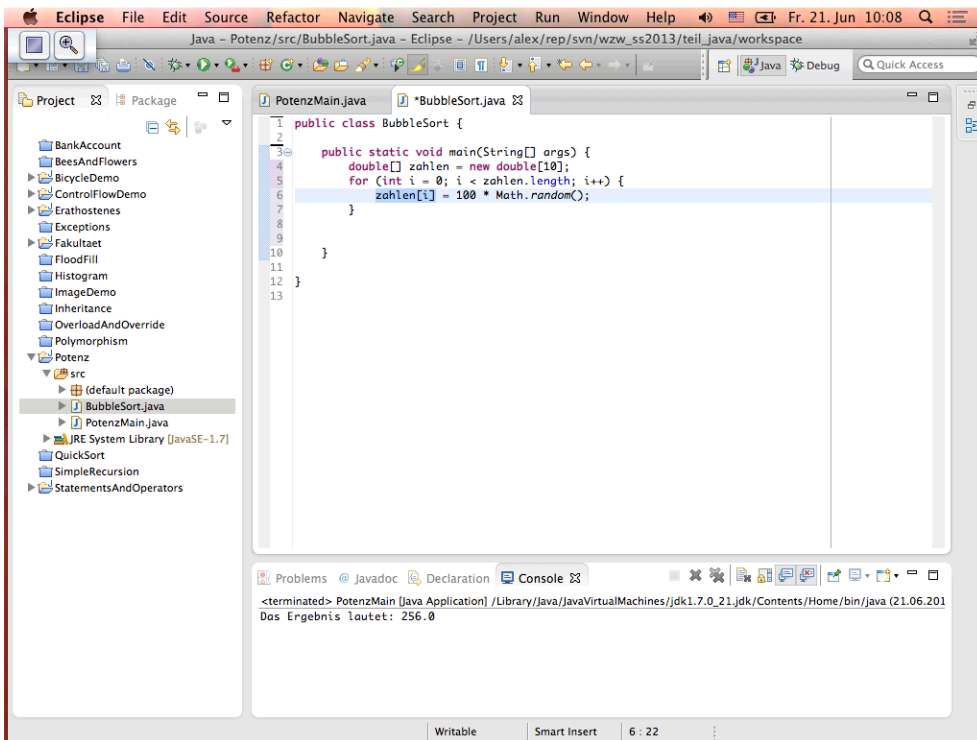 Eclipse File Edit Source Refactor Navigate Search Project Run Window Help Fr. 21. Jun 10:08
Java – Potenz/src/BubbleSort.java – Eclipse – /Users/alex/rep/svn/wzw_ss2013/teil_java/workspace
Java Debug Quick Access
Project Package
BankAccount
BeesAndFlowers
BicycleDemo
ControlFlowDemo
Erathostenes
Exceptions
Fakultaet
FloodFill
Histogram
ImageDemo
Inheritance
OverloadAndOverride
Polymorphism
Potenz
src
(default package)
BubbleSort.java
PotenzMain.java
JRE System Library [JavaSE-1.7]
QuickSort
SimpleRecursion
StatementsAndOperators
PotenzMain.java *BubbleSort.java
1 public class BubbleSort {
2
3 public static void main(String[] args) {
4 double[] zahlen = new double[10];
5 for (int i = 0; i < zahlen.length; i++) {
6 zahlen[i] = 100 * Math.random();
7 }
8
9
10 }
11
12 }
13
Problems @ Javadoc Declaration Console
<terminated> PotenzMain [Java Application] /Library/Java/JavaVirtualMachines/jdk1.7.0_21.jdk/Contents/Home/bin/java (21.06.201
Das Ergebnis lautet: 256.0
Writable Smart Insert 6 : 22